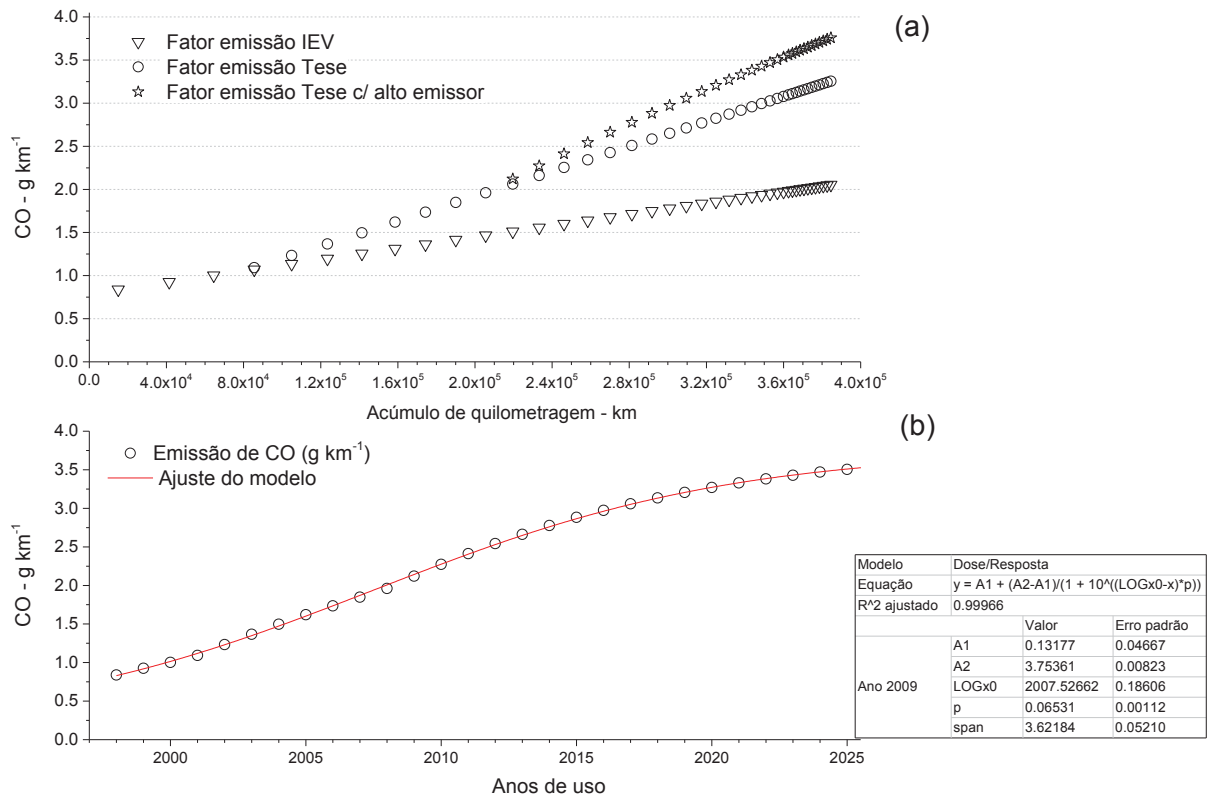 (a)
4.0
3.5
3.0
2.5
2.0
1.5
1.0
0.5
0.0
CO - g km⁻¹
Fator emissão IEV
Fator emissão Tese
Fator emissão Tese c/ alto emissor
0.0 4.0x10⁴ 8.0x10⁴ 1.2x10⁵ 1.6x10⁵ 2.0x10⁵ 2.4x10⁵ 2.8x10⁵ 3.2x10⁵ 3.6x10⁵ 4.0x10⁵
Acúmulo de quilometragem - km
(b)
4.0
3.5
3.0
2.5
2.0
1.5
1.0
0.5
0.0
CO - g km⁻¹
Emissão de CO (g km⁻¹)
Ajuste do modelo
2000 2005 2010 2015 2020 2025
Anos de uso
Modelo Dose/Resposta
Equação y = A1 + (A2-A1)/(1 + 10^((LOGx0-x)*p))
R^2 ajustado 0.99966
Valor Erro padrão
Ano 2009 A1 0.13177 0.04667
A2 3.75361 0.00823
LOGx0 2007.52662 0.18606
p 0.06531 0.00112
span 3.62184 0.05210